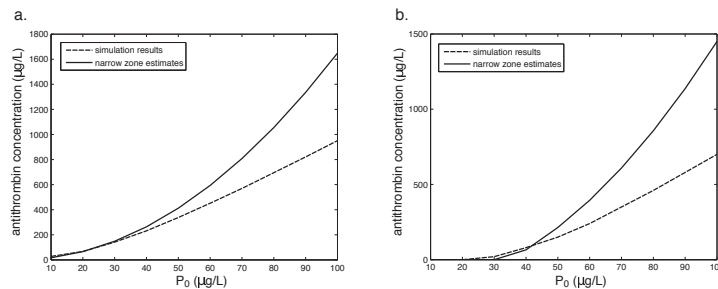 a.
1800
1600
1400
1200
1000
800
600
400
200
0
antithrombin concentration (µg/L)
simulation results
narrow zone estimates
10 20 30 40 50 60 70 80 90 100
P0 (µg/L)
b.
1500
1000
500
0
antithrombin concentration (µg/L)
simulation results
narrow zone estimates
10 20 30 40 50 60 70 80 90 100
P0 (µg/L)